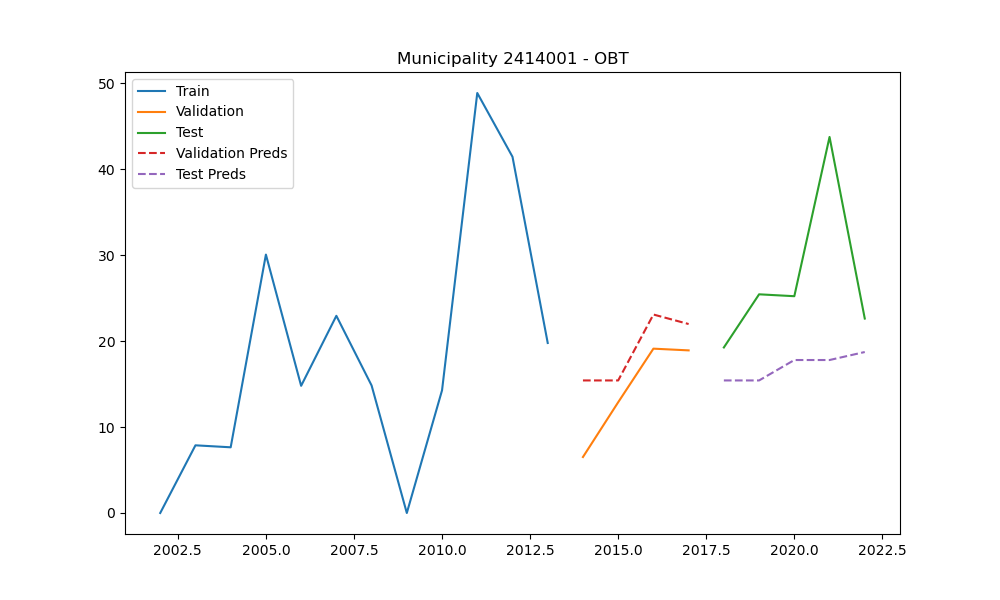 Municipality 2414001 - OBT
Train
Validation
Test
Validation Preds
Test Preds
50
40
30
20
10
0
2002.5 2005.0 2007.5 2010.0 2012.5 2015.0 2017.5 2020.0 2022.5